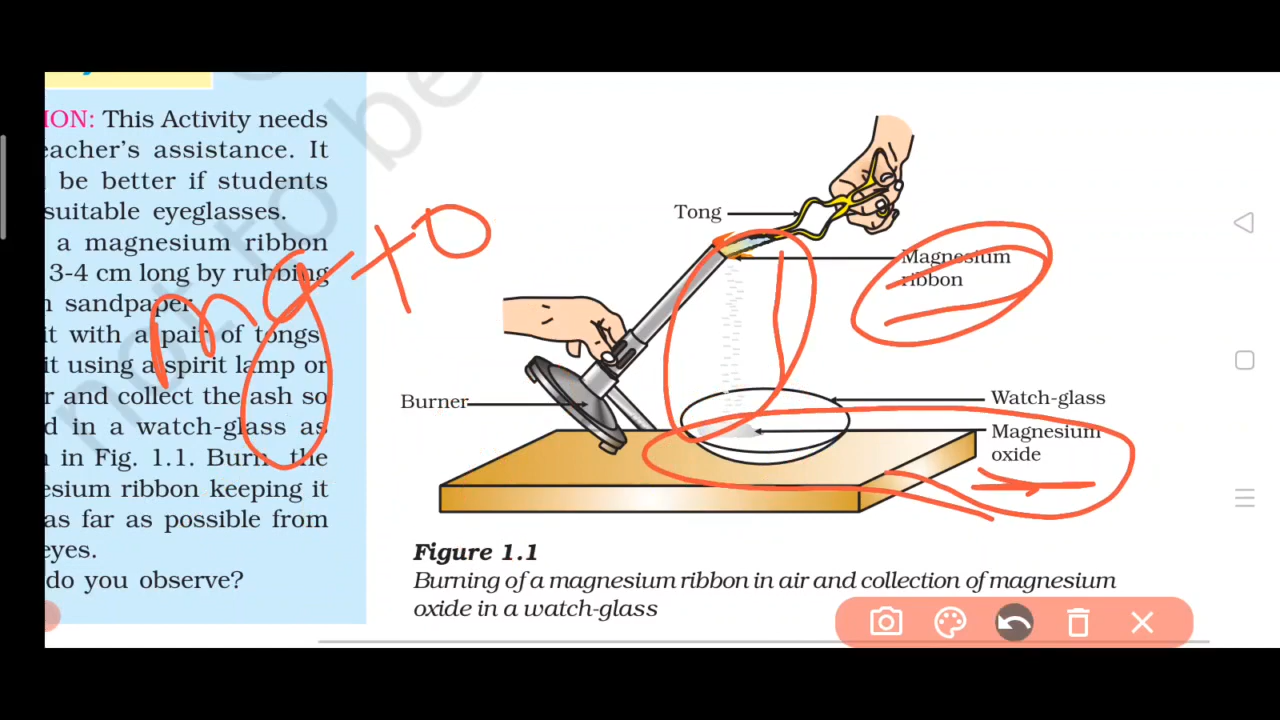 ION: This Activity needs
eacher's assistance. It
be better if students
suitable eyeglasses.
a magnesium ribbon
3-4 cm long by rubbing
sandpaper.
it with a pair of tongs.
it using a spirit lamp or
r and collect the ash so
d in a watch-glass as
in Fig. 1.1. Burn the
esium ribbon keeping it
as far as possible from
eyes.
do you observe?
not to be
mg + O
Tong
Magnesium
ribbon
Burner
Watch-glass
Magnesium
oxide
Figure 1.1
Burning of a magnesium ribbon in air and collection of magnesium
oxide in a watch-glass